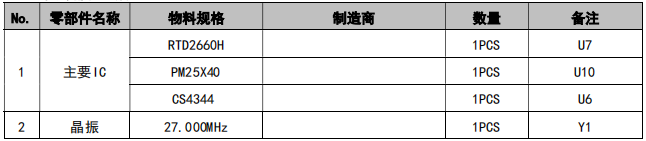 No. 零部件名称 物料规格 制造商 数量 备注
1 主要IC RTD2660H 1PCS U7
PM25X40 1PCS U10
CS4344 1PCS U6
2 晶振 27.000MHz 1PCS Y1